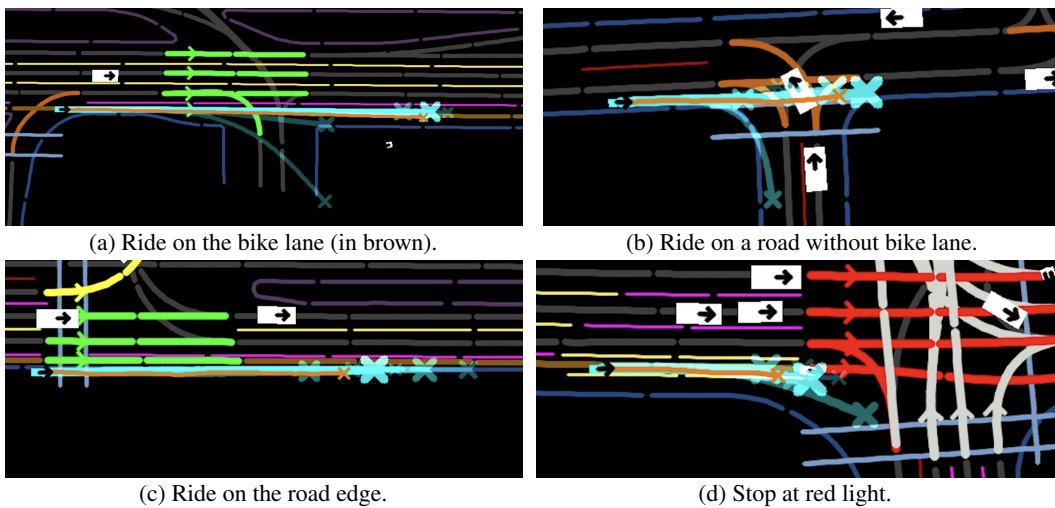 (a) Ride on the bike lane (in brown).
(b) Ride on a road without bike lane.
(c) Ride on the road edge.
(d) Stop at red light.